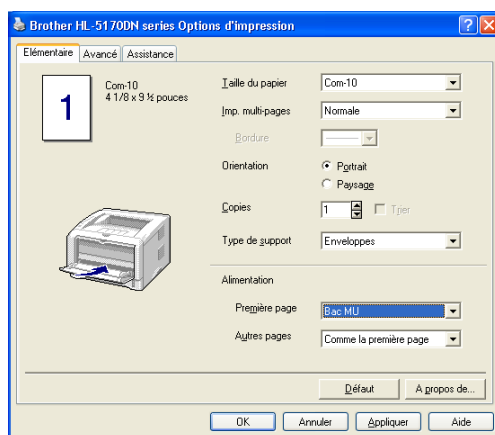 Brother HL-5170DN series Options d'impression
Elémentaire Avancé Assistance
1
Com-10
4 1/8 x 9 ½ pouces
Taille du papier Com-10
Imp. multi-pages Normale
Bordure
Orientation Portrait
Paysage
Copies 1 Trier
Type de support Enveloppes
Alimentation
Première page Bac MU
Autres pages Comme la première page
Défaut A propos de...
OK Annuler Appliquer Aide